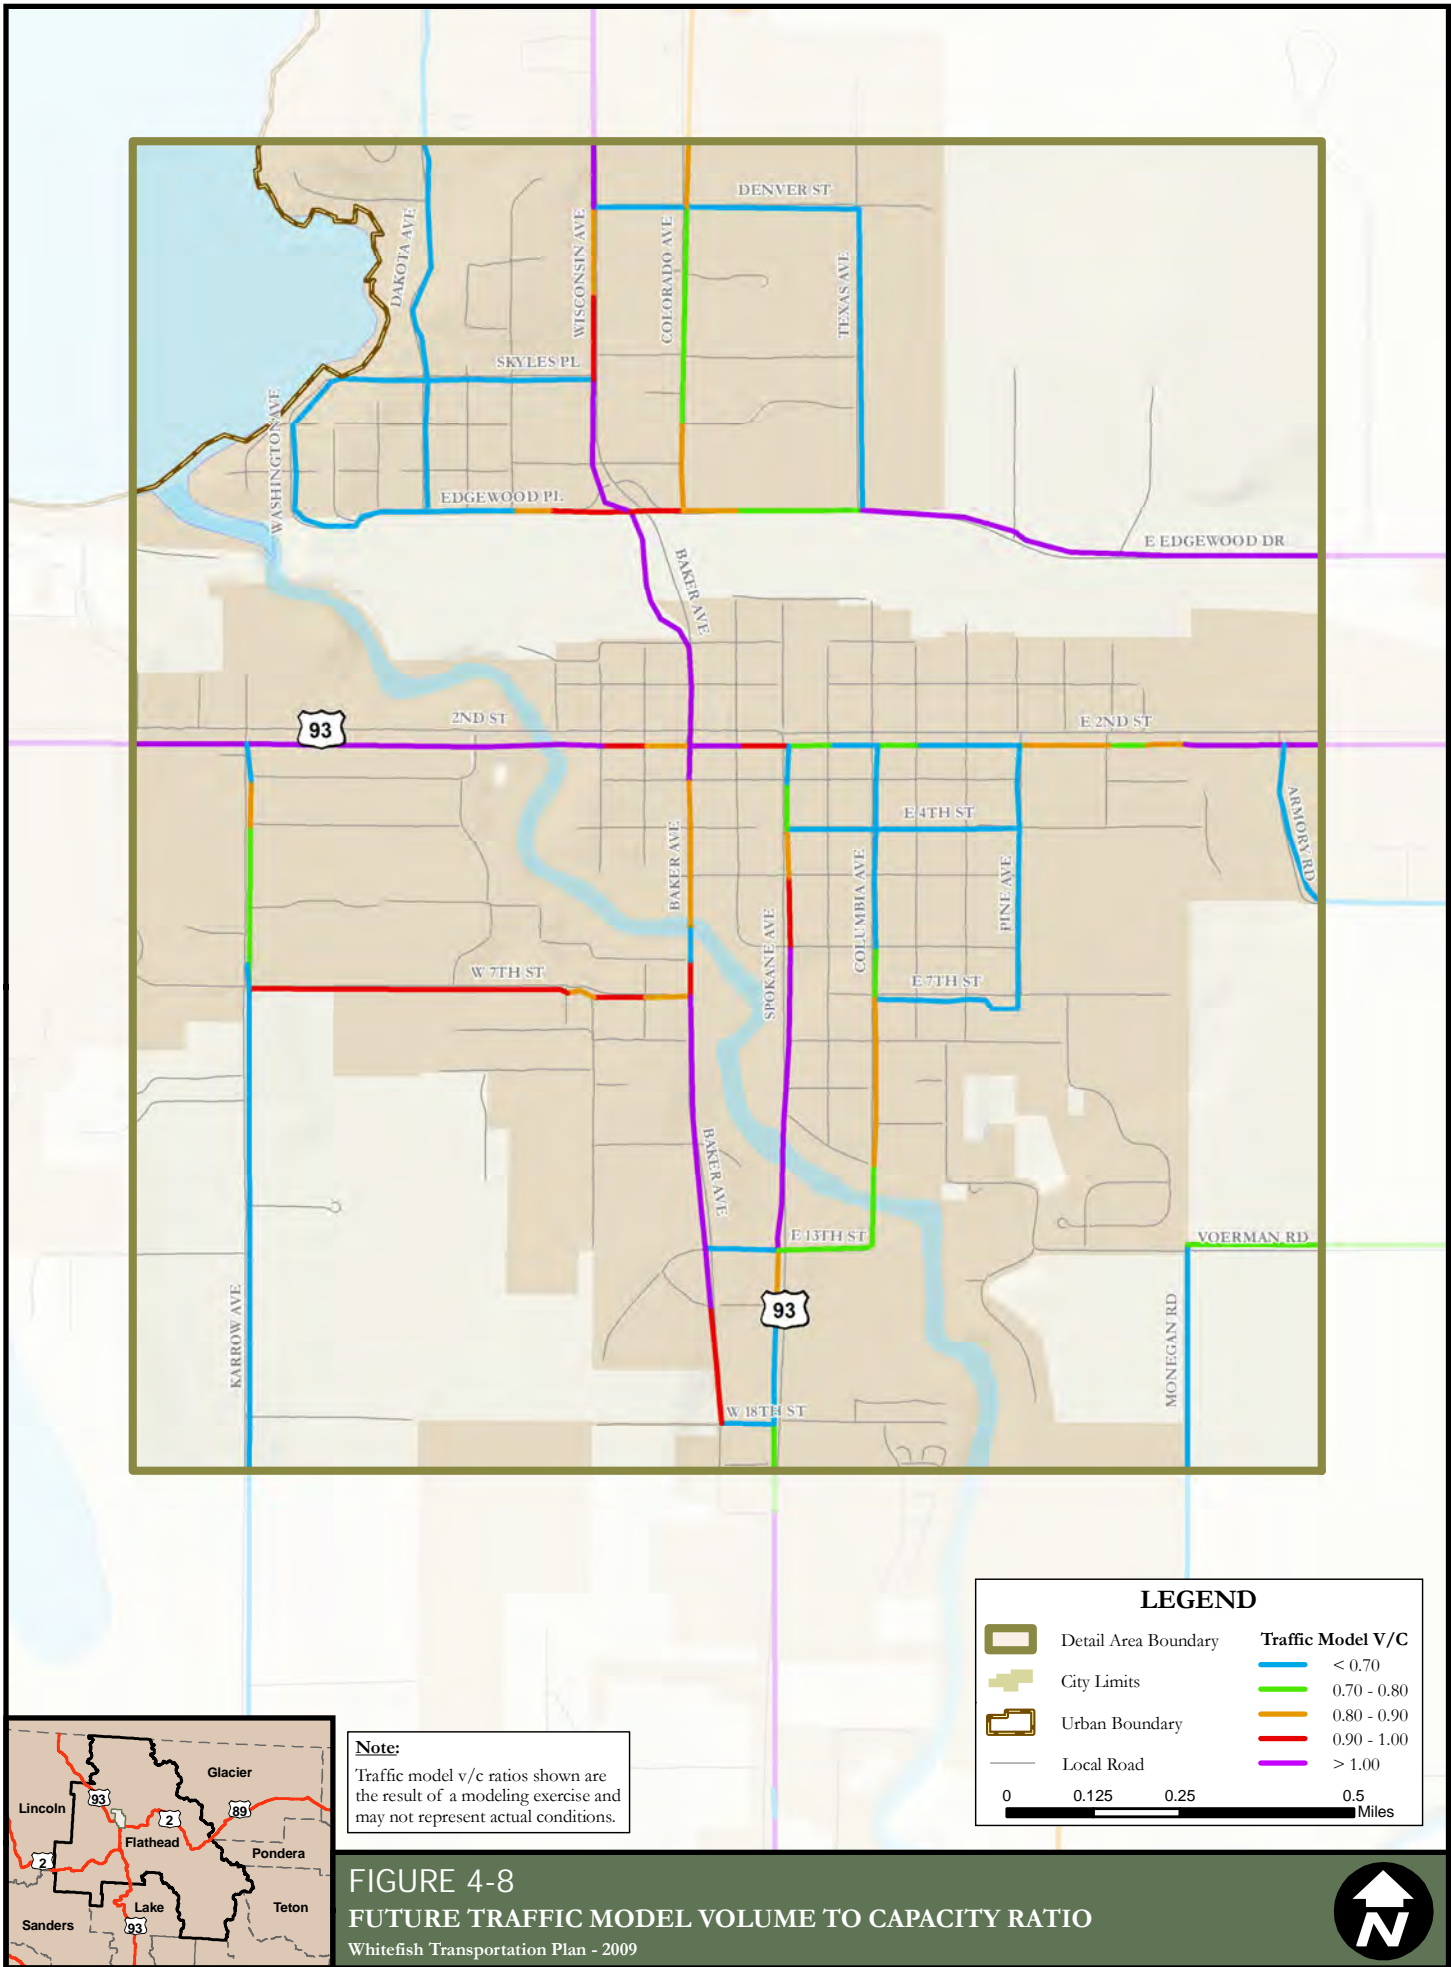 DENVER ST
DAKOTA AVE
WISCONSIN AVE
COLORADO AVE
TEXAS AVE
SKYLES PL
WASHINGTON AVE
EDGEWOOD PL
E EDGEWOOD DR
BAKER AVE
93
2ND ST
E 2ND ST
E 4TH ST
ARMORY RD
BAKER AVE
COLUMBIA AVE
PINE AVE
SPOKANE AVE
W 7TH ST
E 7TH ST
BAKER AVE
E 13TH ST
VOERMAN RD
93
KARROW AVE
MONEGAN RD
W 18TH ST
LEGEND
Detail Area Boundary
City Limits
Urban Boundary
Local Road
Traffic Model V/C
< 0.70
0.70 - 0.80
0.80 - 0.90
0.90 - 1.00
> 1.00
0 0.125 0.25 0.5
Miles
Glacier
93
Lincoln
2
89
Flathead
2
Pondera
Lake
Teton
93
Sanders
Note:
Traffic model v/c ratios shown are
the result of a modeling exercise and
may not represent actual conditions.
FIGURE 4-8
FUTURE TRAFFIC MODEL VOLUME TO CAPACITY RATIO
Whitefish Transportation Plan - 2009
N